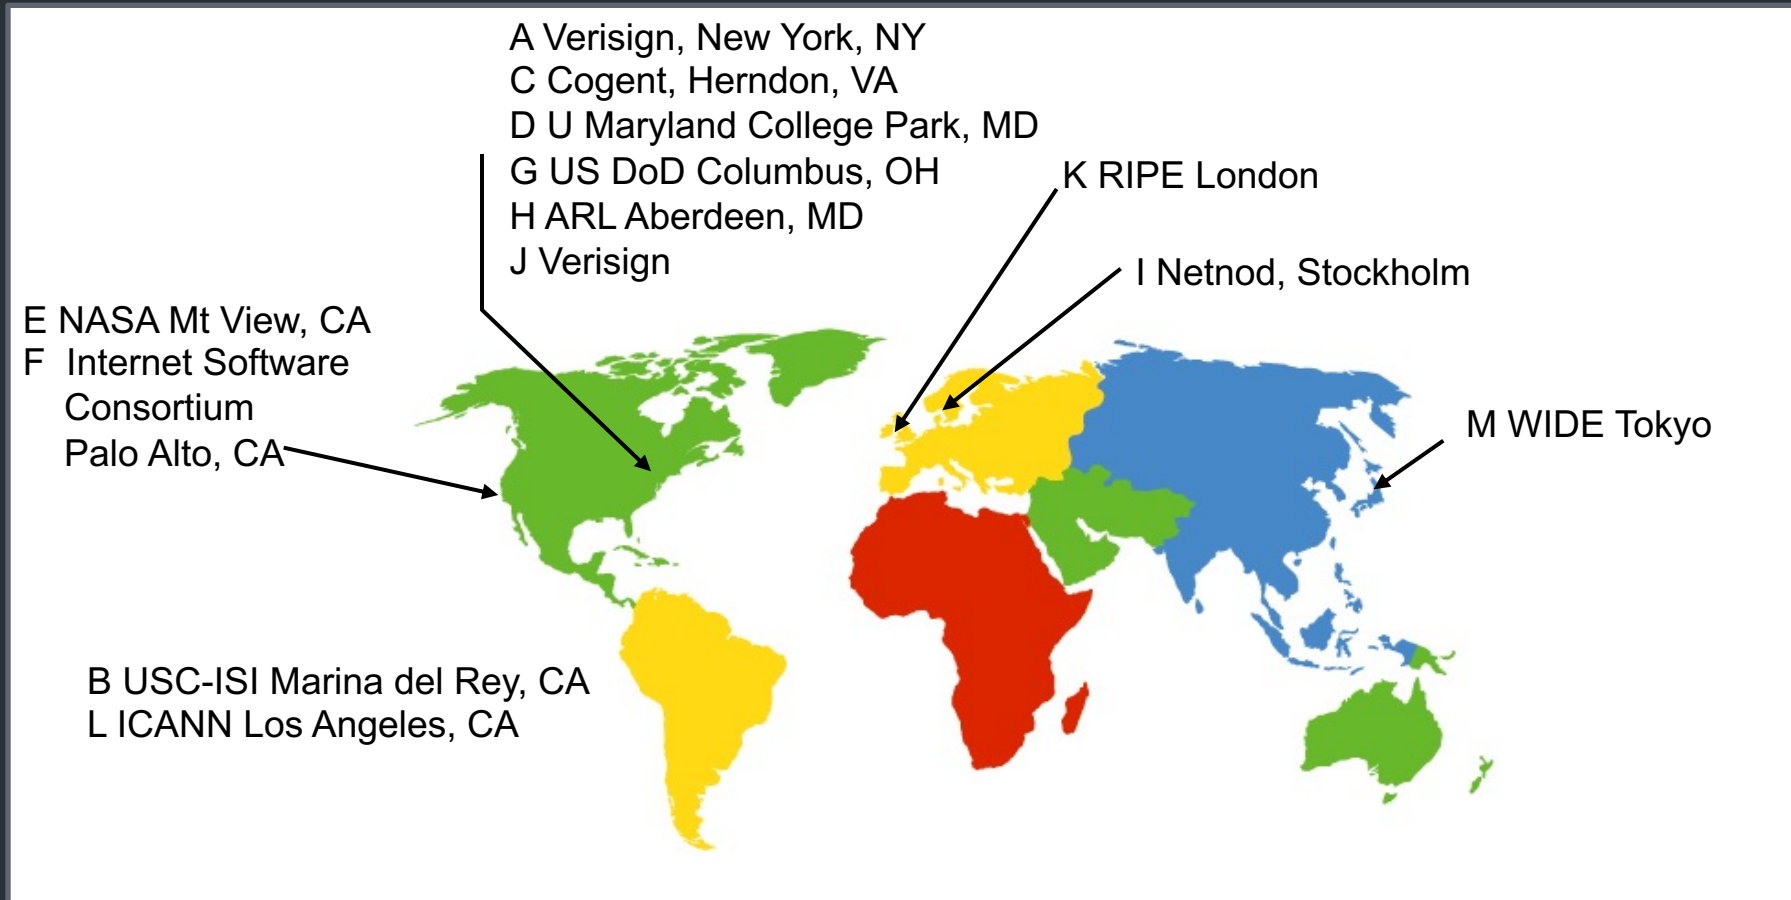 A Verisign, New York, NY
C Cogent, Herndon, VA
D U Maryland College Park, MD
G US DoD Columbus, OH
H ARL Aberdeen, MD
J Verisign
K RIPE London
I Netnod, Stockholm
E NASA Mt View, CA
F Internet Software
Consortium
Palo Alto, CA
M WIDE Tokyo
B USC-ISI Marina del Rey, CA
L ICANN Los Angeles, CA